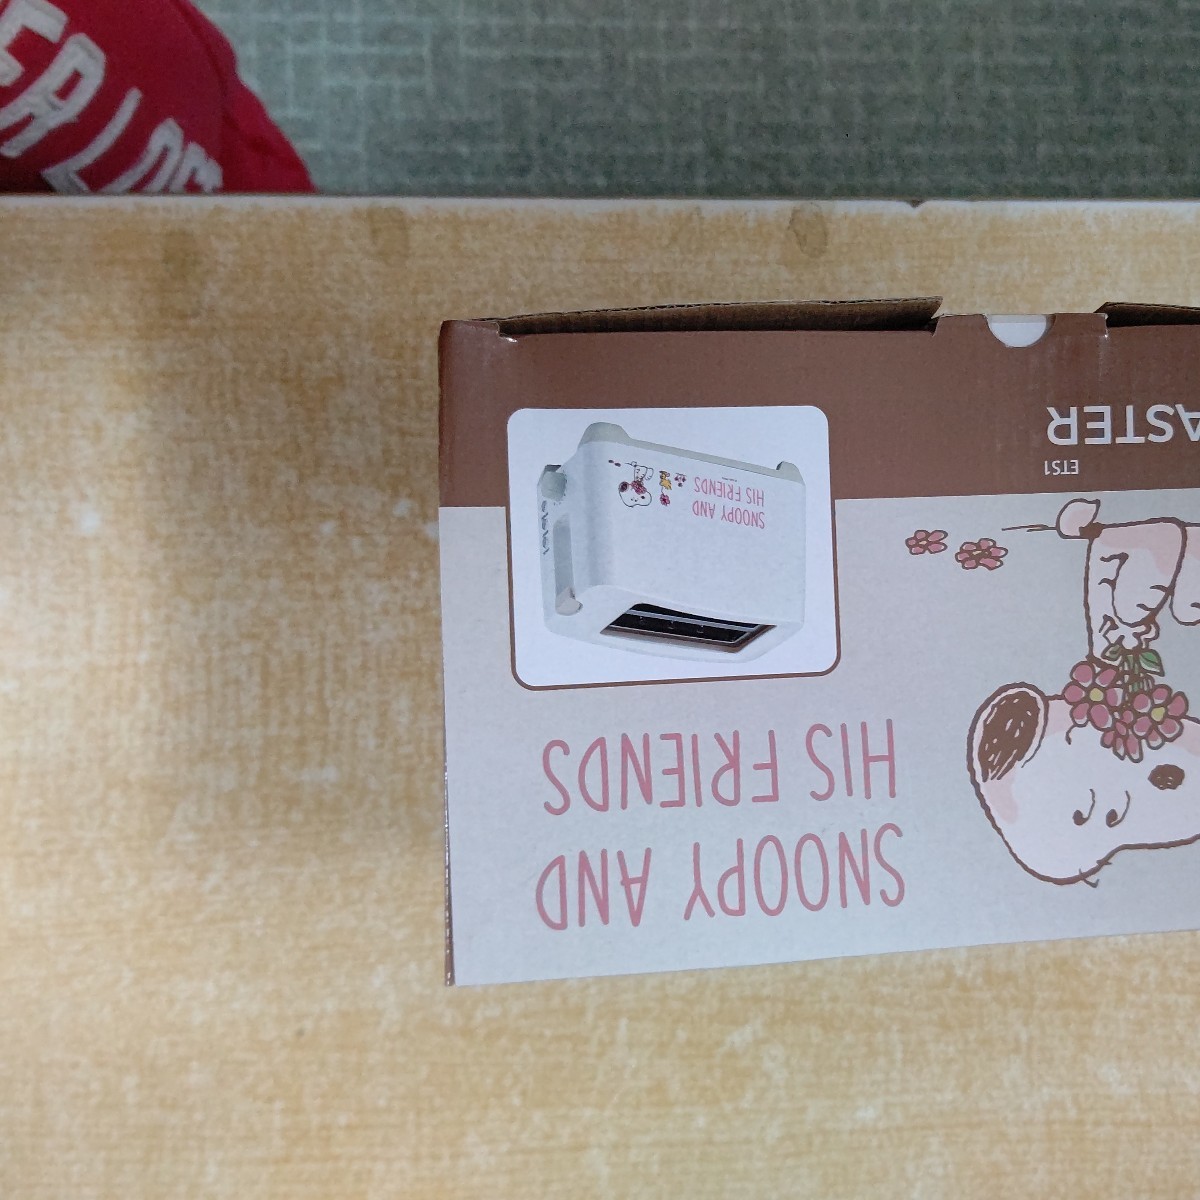 SNOOPY AND
HIS FRIENDS
SNOOPY AND
HIS FRIENDS
ETS1
ASTER